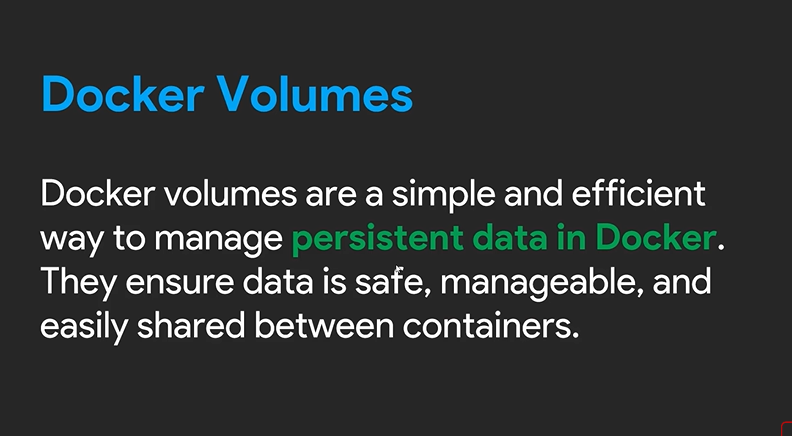 Docker Volumes
Docker volumes are a simple and efficient
way to manage persistent data in Docker.
They ensure data is safe, manageable, and
easily shared between containers.